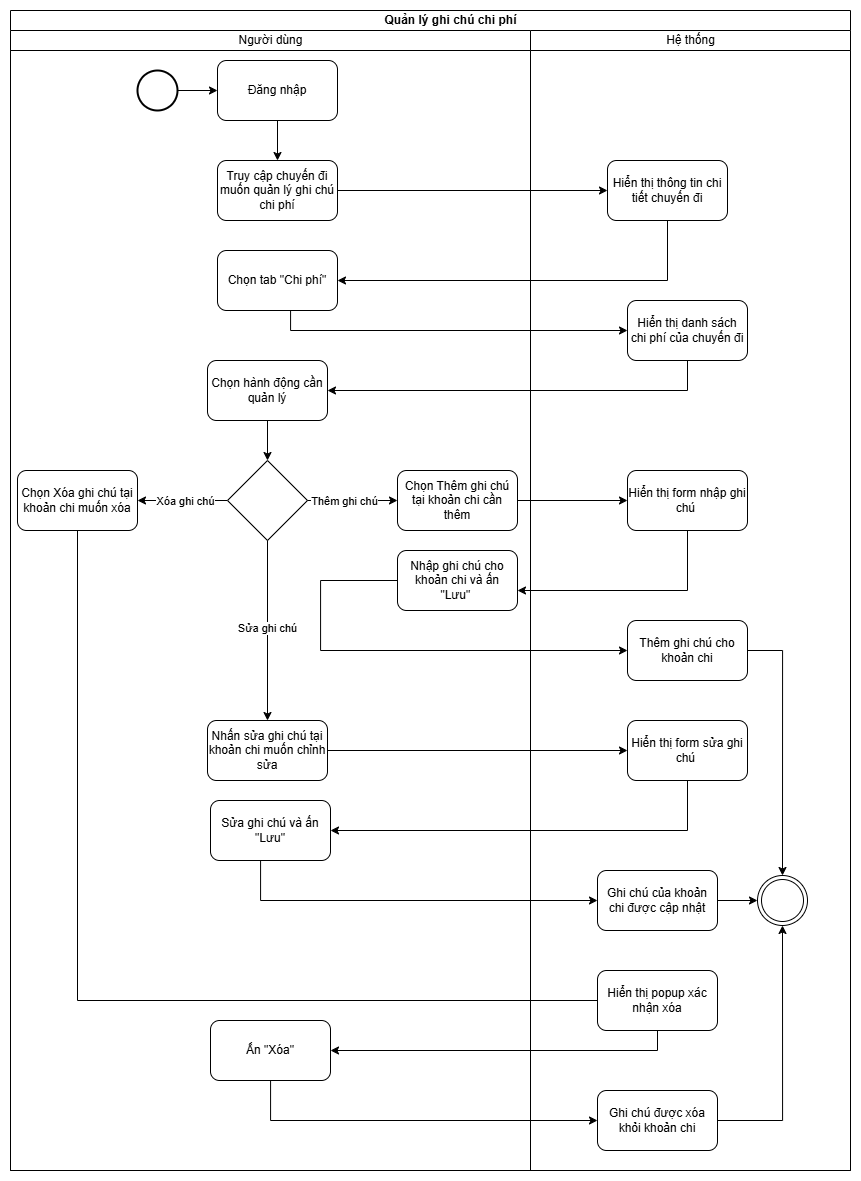 Quản lý ghi chú chi phí
Người dùng
Hệ thống
Đăng nhập
Truy cập chuyến đi
muốn quản lý ghi chú
chi phí
Hiển thị thông tin chi
tiết chuyến đi
Chọn tab "Chi phí"
Hiển thị danh sách
chi phí của chuyến đi
Chọn hành động cần
quản lý
Chọn Xóa ghi chú tại
khoản chi muốn xóa
Xóa ghi chú
Thêm ghi chú
Chọn Thêm ghi chú
tại khoản chi cần
thêm
Hiển thị form nhập ghi
chú
Nhập ghi chú cho
khoản chi và ấn
"Lưu"
Sửa ghi chú
Thêm ghi chú cho
khoản chi
Nhấn sửa ghi chú tại
khoản chi muốn chỉnh
sửa
Hiển thị form sửa ghi
chú
Sửa ghi chú và ấn
"Lưu"
Ghi chú của khoản
chi được cập nhật
Hiển thị popup xác
nhận xóa
Ấn "Xóa"
Ghi chú được xóa
khỏi khoản chi